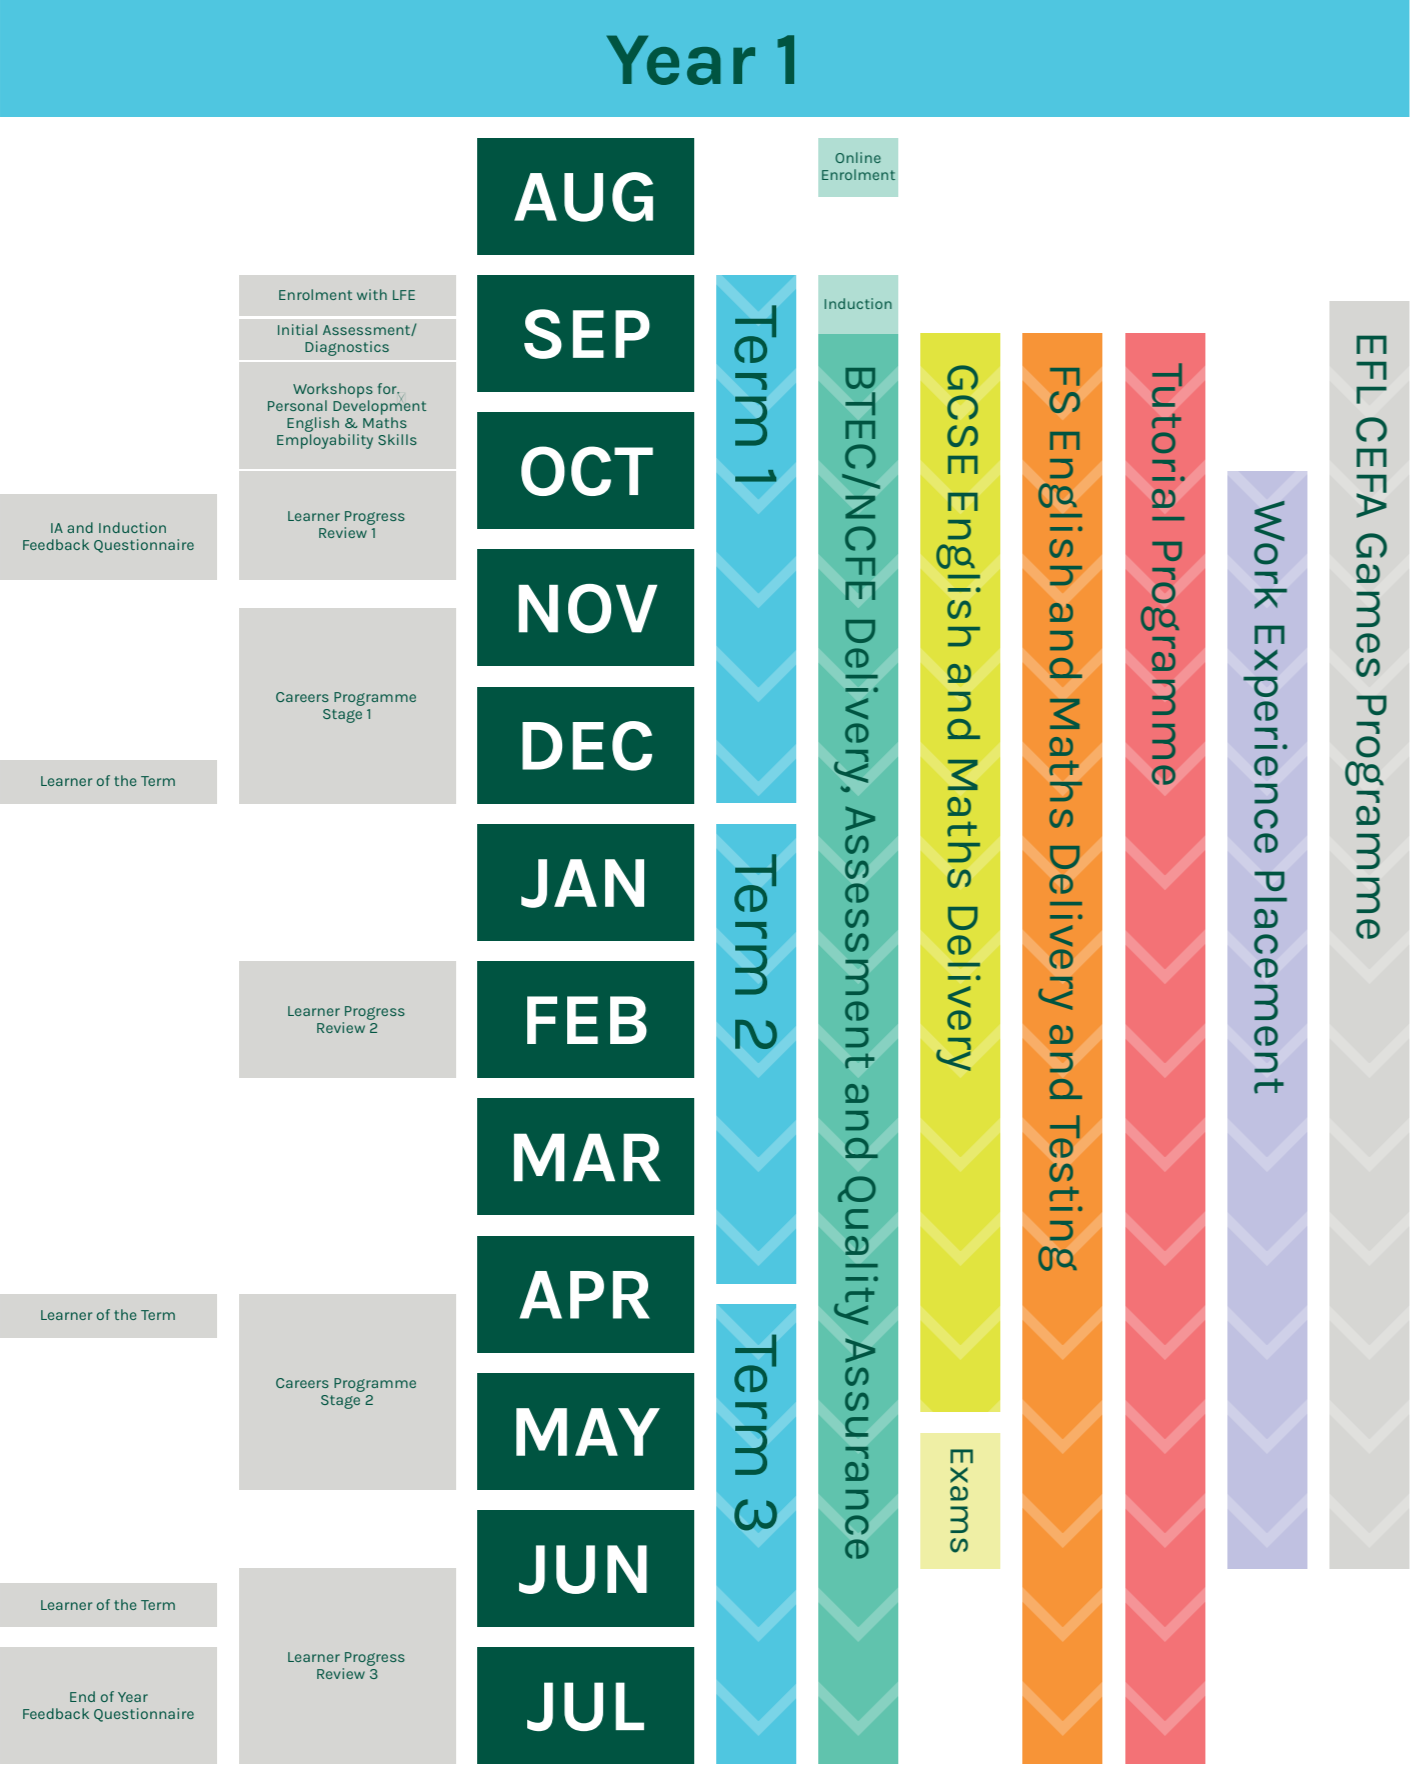 Year 1
AUG
Online
Enrolment
Enrolment with LFE
Initial Assessment/
Diagnostics
Workshops for
Personal Development
English & Maths
Employability Skills
SEP
Induction
OCT
IA and Induction
Feedback Questionnaire
Learner Progress
Review 1
NOV
Careers Programme
Stage 1
DEC
Learner of the Term
JAN
FEB
Learner Progress
Review 2
MAR
APR
Learner of the Term
Careers Programme
Stage 2
MAY
JUN
Learner of the Term
Learner Progress
Review 3
JUL
End of Year
Feedback Questionnaire
Term 1
Term 2
Term 3
BTEC/NCFE Delivery, Assessment and Quality Assurance
GCSE English and Maths Delivery
Exams
FS English and Maths Delivery and Testing
Tutorial Programme
Work Experience Placement
EFL CEFA Games Programme